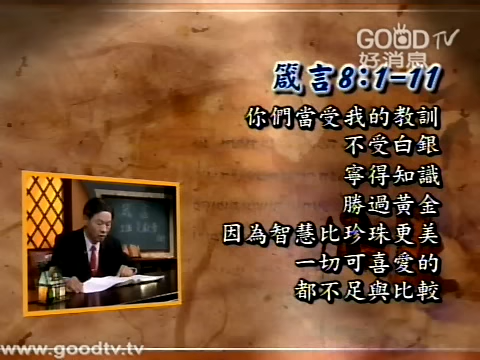 GOOD TV
好消息
箴言8:1-11
你們當受我的教訓
不受白銀
寧得知識
勝過黃金
因為智慧比珍珠更美
一切可喜愛的
都不足與比較
www.goodtv.tv